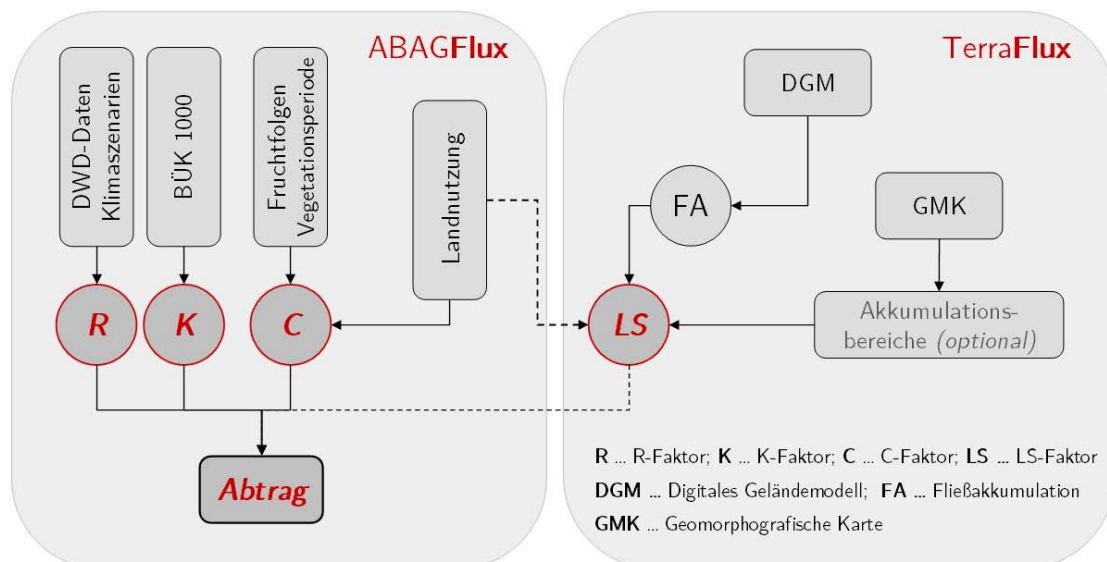 ABAGFlux
DWD-Daten
Klimaszenarien
BÜK 1000
Fruchtfolgen
Vegetationsperiode
Landnutzung
R
K
C
Abtrag
TerraFlux
DGM
FA
GMK
LS
Akkumulations-
bereiche (optional)
R ... R-Faktor; K ... K-Faktor; C ... C-Faktor; LS ... LS-Faktor
DGM ... Digitales Geländemodell; FA ... Fließakkumulation
GMK ... Geomorphografische Karte